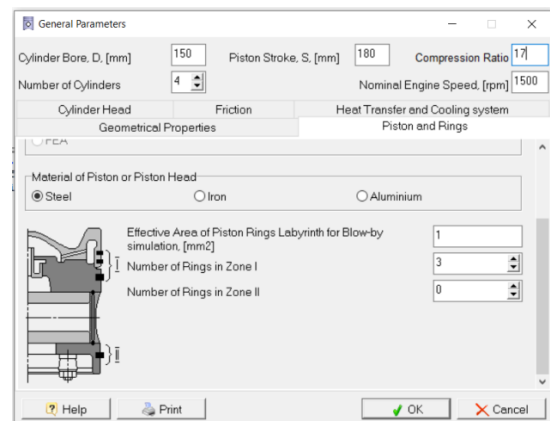 General Parameters
Cylinder Bore, D, [mm] 150 Piston Stroke, S, [mm] 180 Compression Ratio 17
Number of Cylinders 4 Nominal Engine Speed, [rpm] 1500
Cylinder Head Friction Heat Transfer and Cooling system
Geometrical Properties Piston and Rings
FEA
Material of Piston or Piston Head
Steel Iron Aluminium
Effective Area of Piston Rings Labyrinth for Blow-by
simulation, [mm2] 1
I
Number of Rings in Zone I 3
Number of Rings in Zone II 0
II
Help Print OK Cancel